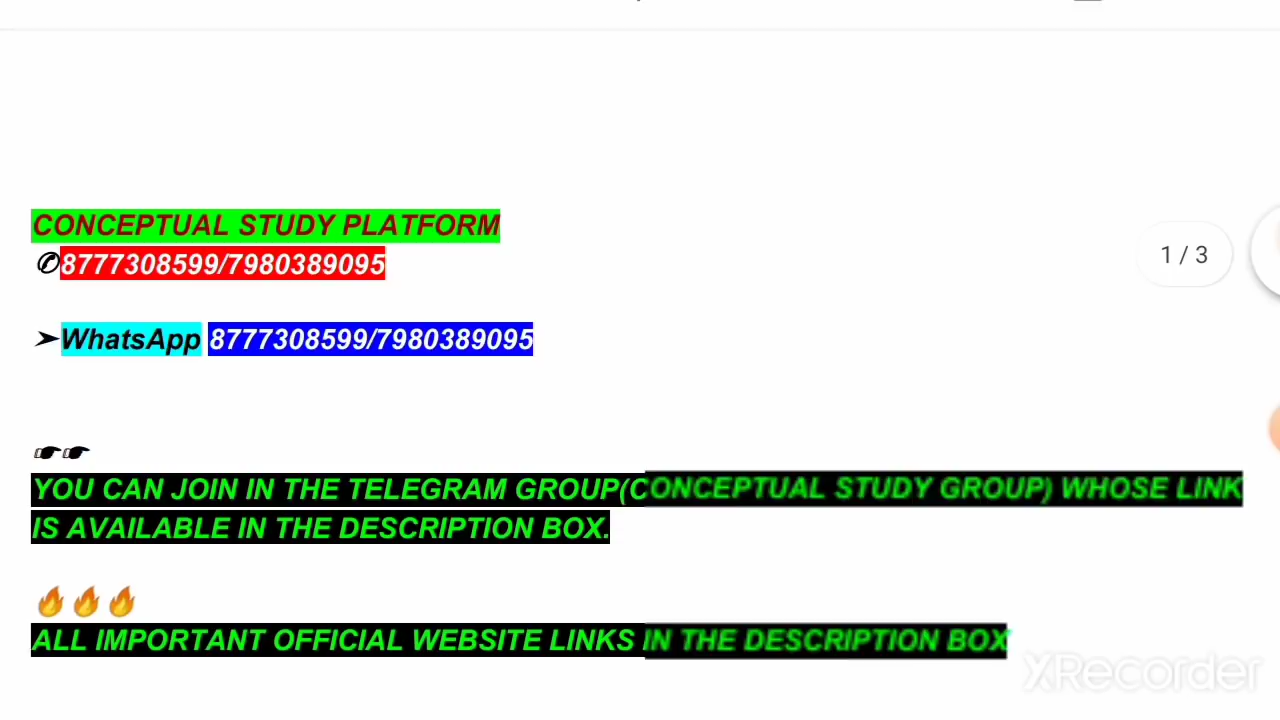 CONCEPTUAL STUDY PLATFORM
✆8777308599/7980389095
1 / 3
➢WhatsApp 8777308599/7980389095
☛☛
YOU CAN JOIN IN THE TELEGRAM GROUP(CONCEPTUAL STUDY GROUP) WHOSE LINK
IS AVAILABLE IN THE DESCRIPTION BOX.
🔥🔥🔥
ALL IMPORTANT OFFICIAL WEBSITE LINKS IN THE DESCRIPTION BOX
XRecorder